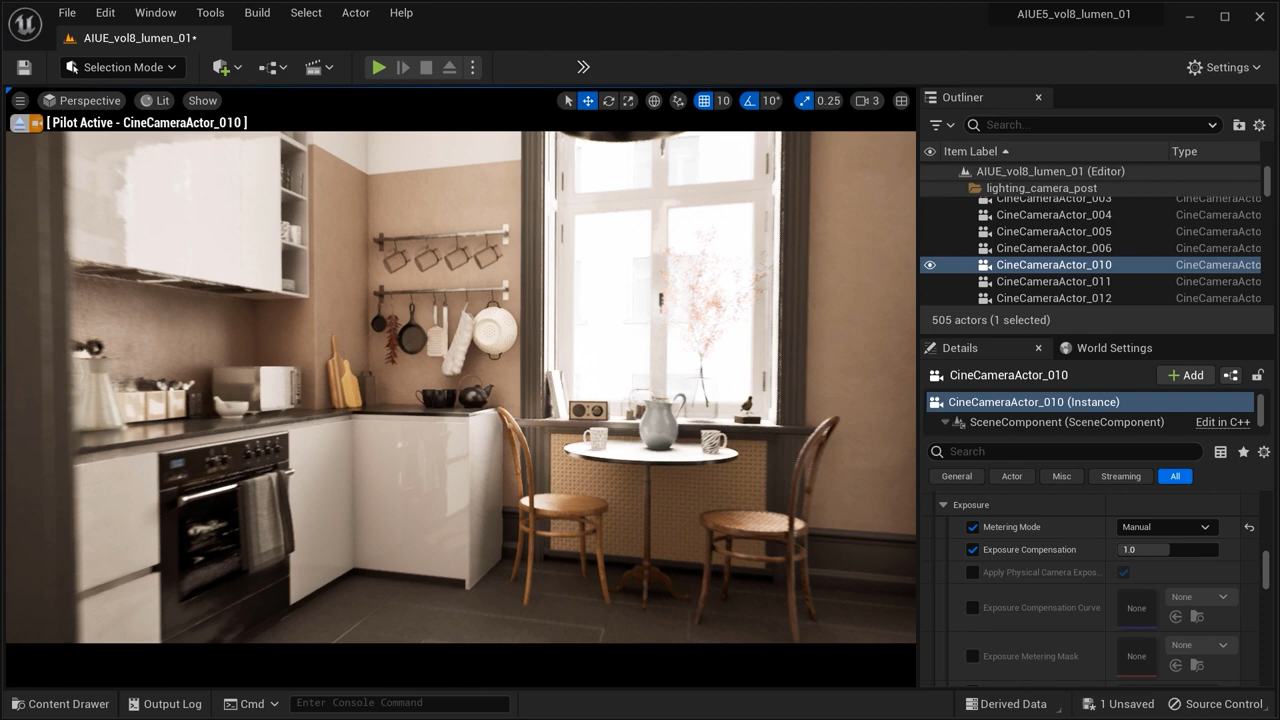 File Edit Window Tools Build Select Actor Help
AIUE5_vol8_lumen_01
AIUE_vol8_lumen_01*
Selection Mode
Settings
Perspective Lit Show
10 10° 0.25 3
[ Pilot Active - CineCameraActor_010 ]
Outliner
Search...
Item Label Type
AIUE_vol8_lumen_01 (Editor)
lighting_camera_post
CineCameraActor_003 CineCameraActo
CineCameraActor_004 CineCameraActo
CineCameraActor_005 CineCameraActo
CineCameraActor_006 CineCameraActo
CineCameraActor_010 CineCameraActo
CineCameraActor_011 CineCameraActo
CineCameraActor_012 CineCameraActo
505 actors (1 selected)
Details World Settings
CineCameraActor_010 Add
CineCameraActor_010 (Instance)
SceneComponent (SceneComponent) Edit in C++
Search
General Actor Misc Streaming All
Exposure
Metering Mode Manual
Exposure Compensation 1.0
Apply Physical Camera Expos...
Exposure Compensation Curve None None
Exposure Metering Mask None None
Content Drawer Output Log Cmd Enter Console Command Derived Data 1 Unsaved Source Control